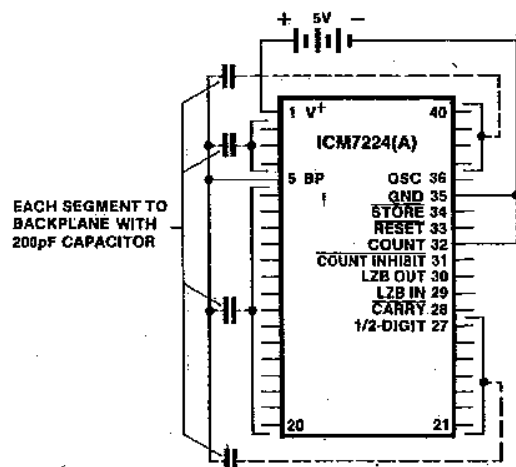 + 5V −
1 V+
40
ICM7224(A)
5 BP
OSC 36
GND 35
STORE 34
RESET 33
COUNT 32
COUNT INHIBIT 31
LZB OUT 30
LZB IN 29
CARRY 28
1/2-DIGIT 27
20
21
EACH SEGMENT TO
BACKPLANE WITH
200pF CAPACITOR